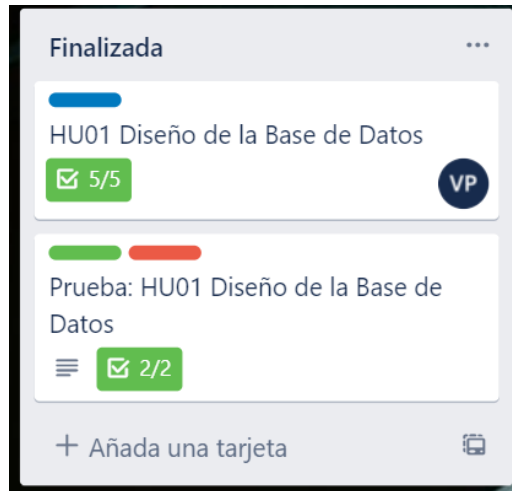 Finalizada
HU01 Diseño de la Base de Datos
5/5
VP
Prueba: HU01 Diseño de la Base de
Datos
2/2
+ Añada una tarjeta